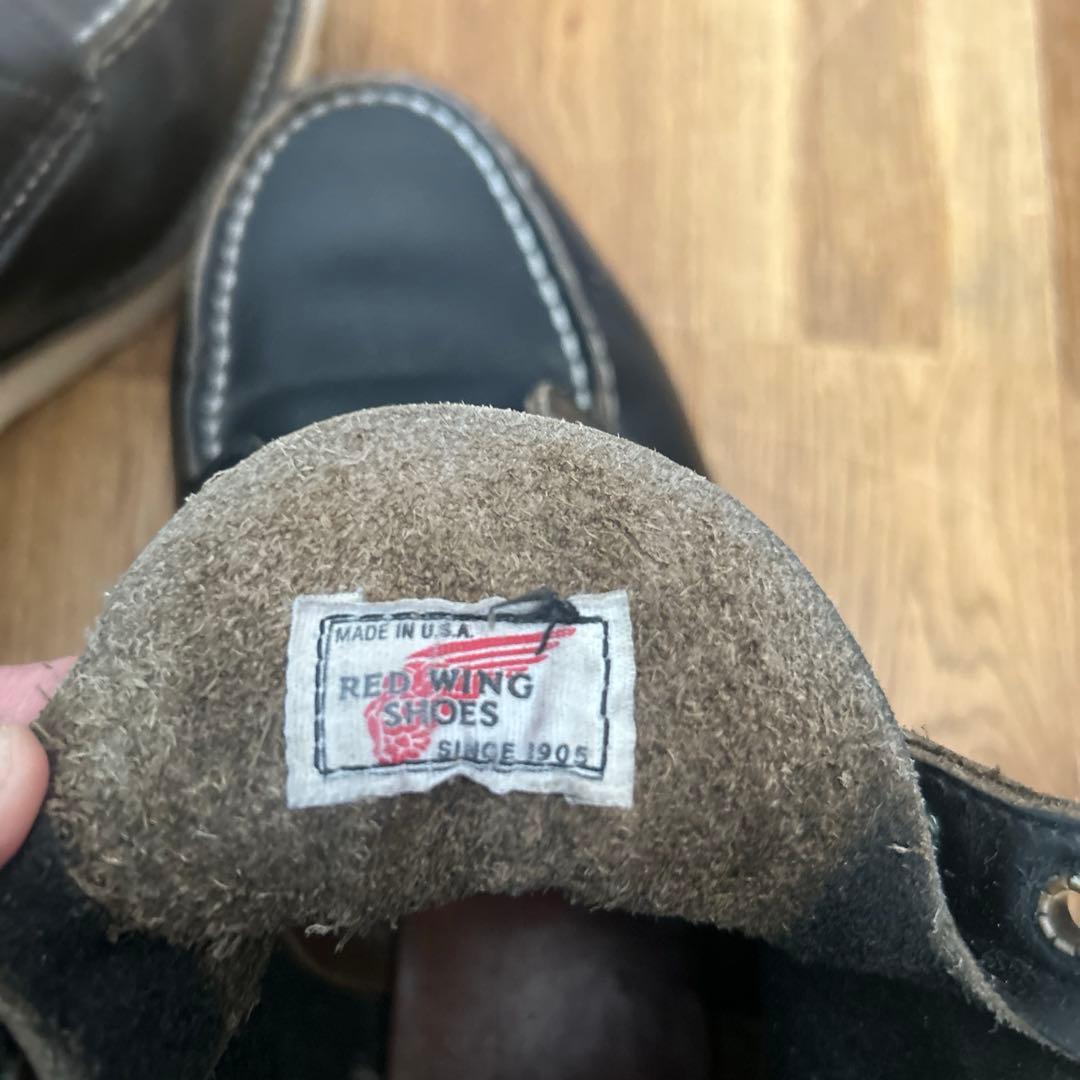 MADE IN U.S.A.
RED WING
SHOES
SINCE 1905